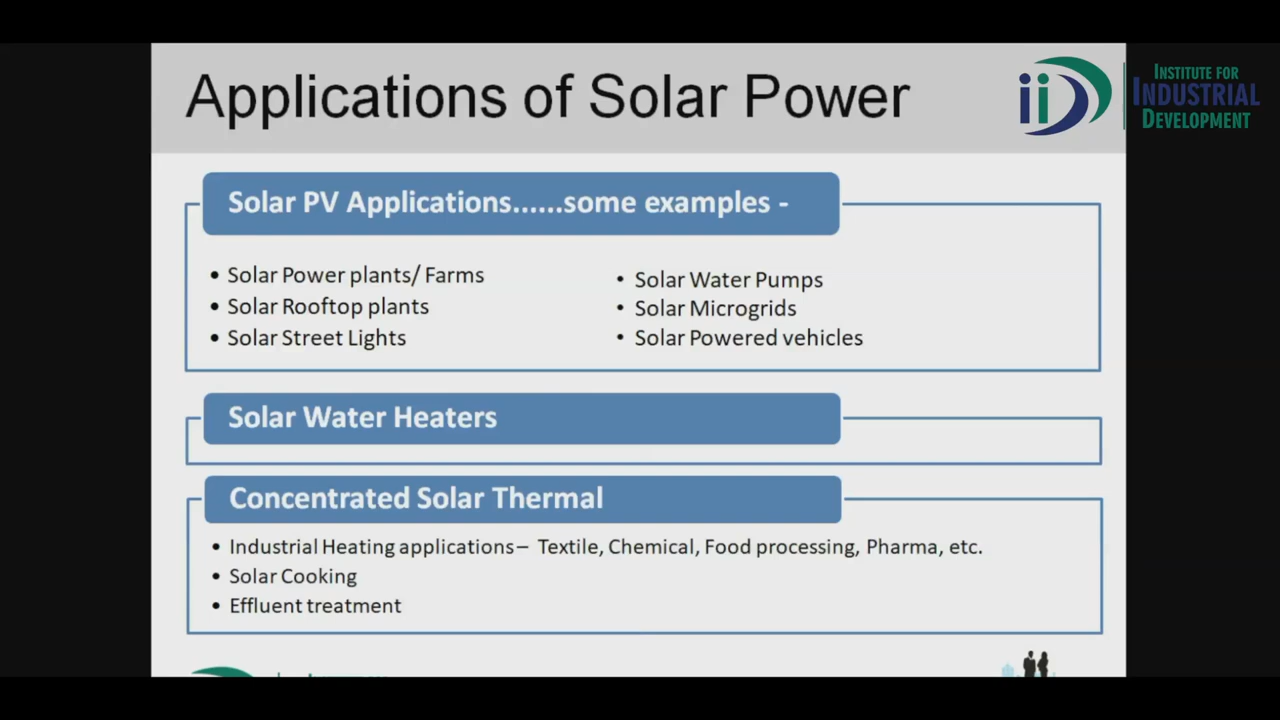 Applications of Solar Power
iiD
INSTITUTE FOR
INDUSTRIAL
DEVELOPMENT
Solar PV Applications......some examples -
• Solar Power plants/ Farms
• Solar Rooftop plants
• Solar Street Lights
• Solar Water Pumps
• Solar Microgrids
• Solar Powered vehicles
Solar Water Heaters
Concentrated Solar Thermal
• Industrial Heating applications – Textile, Chemical, Food processing, Pharma, etc.
• Solar Cooking
• Effluent treatment